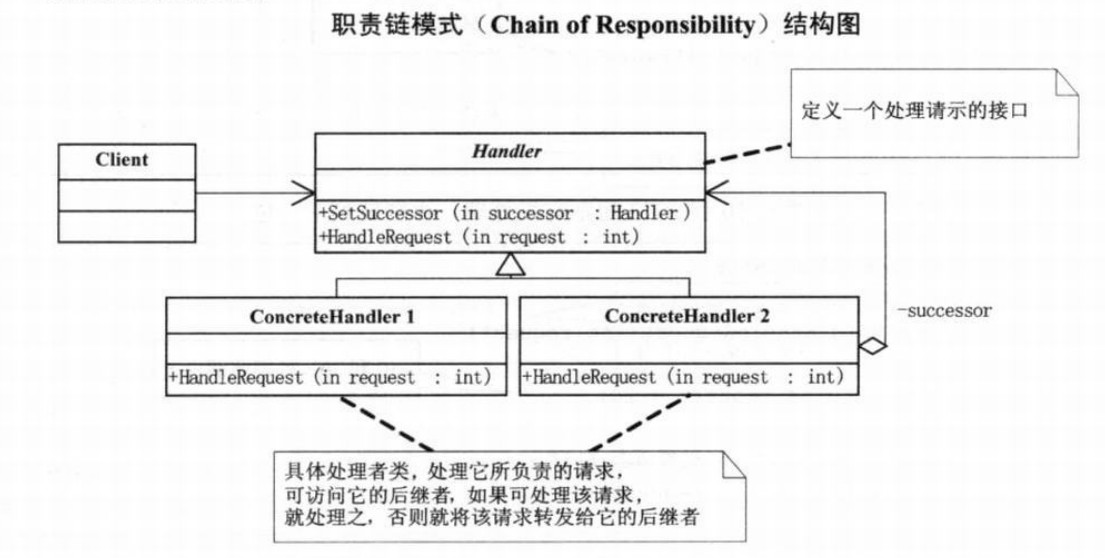 职责链模式（Chain of Responsibility）结构图
定义一个处理请示的接口
Client
Handler
+SetSuccessor (in successor : Handler)
+HandleRequest (in request : int)
-successor
ConcreteHandler 1
+HandleRequest (in request : int)
ConcreteHandler 2
+HandleRequest (in request : int)
具体处理者类，处理它所负责的请求，
可访问它的后继者，如果可处理该请求，
就处理之，否则就将该请求转发给它的后继者